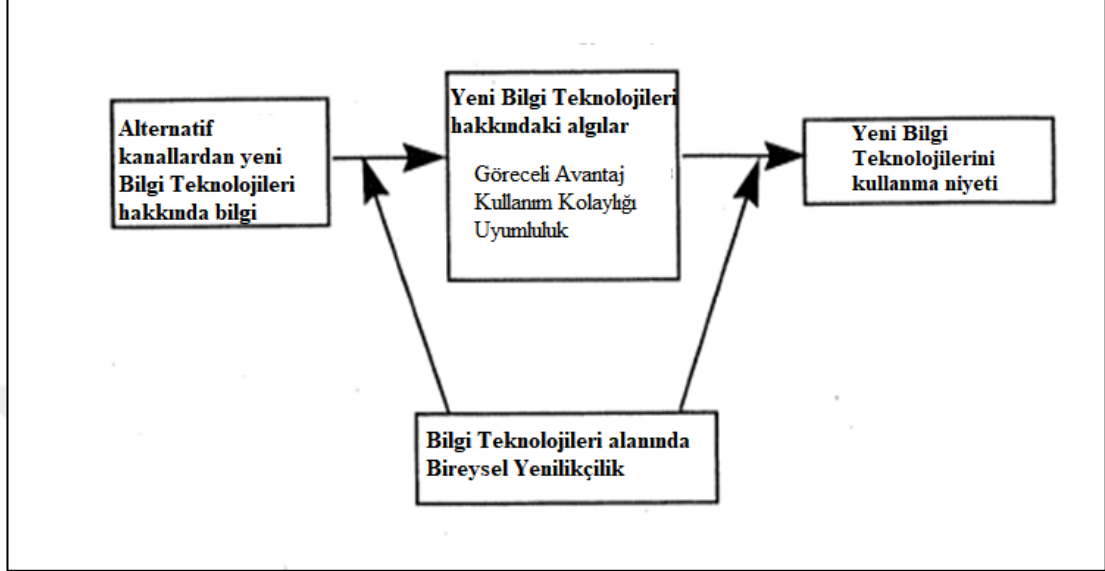 Alternatif
kanallardan yeni
Bilgi Teknolojileri
hakkında bilgi
Yeni Bilgi Teknolojileri
hakkındaki algılar
Göreceli Avantaj
Kullanım Kolaylığı
Uyumluluk
Yeni Bilgi
Teknolojilerini
kullanma niyeti
Bilgi Teknolojileri alanında
Bireysel Yenilikçilik